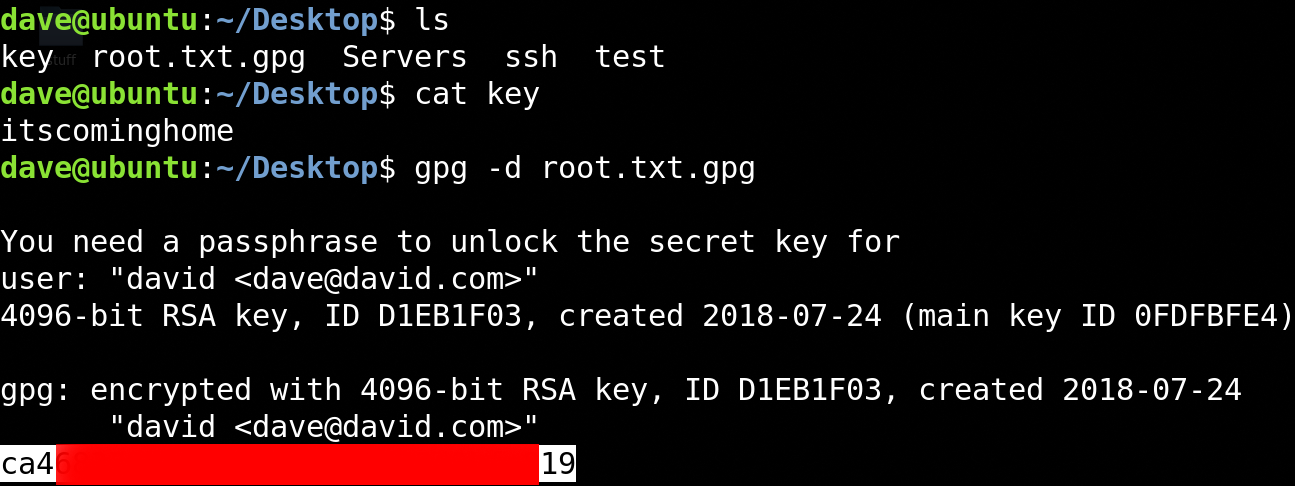 dave@ubuntu:~/Desktop$ ls
key  root.txt.gpg  Servers  ssh  test
dave@ubuntu:~/Desktop$ cat key
itscominghome
dave@ubuntu:~/Desktop$ gpg -d root.txt.gpg

You need a passphrase to unlock the secret key for
user: "david <dave@david.com>"
4096-bit RSA key, ID D1EB1F03, created 2018-07-24 (main key ID 0FDFBFE4)

gpg: encrypted with 4096-bit RSA key, ID D1EB1F03, created 2018-07-24
      "david <dave@david.com>"
ca4 19